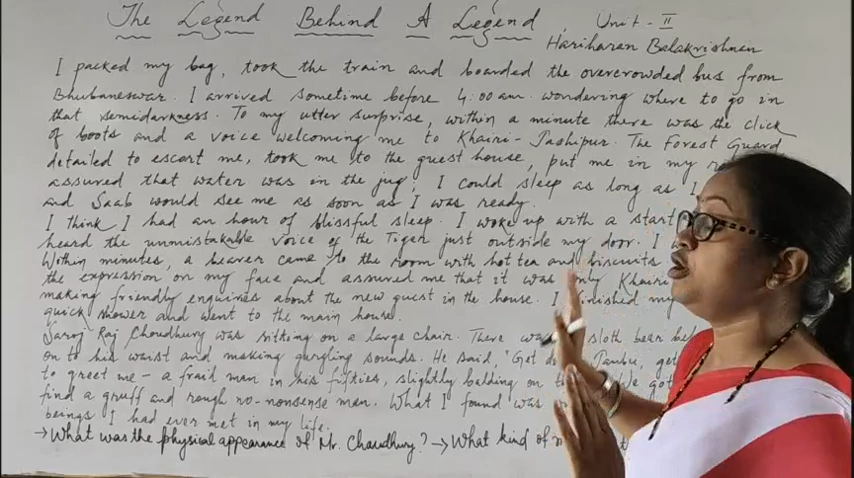 The Legend Behind A Legend, Unit - II
Hariharan Balakrishnan
I packed my bag, took the train and boarded the overcrowded bus from
Bhubaneswar. I arrived sometime before 4:00 am. wondering where to go in
that semidarkness. To my utter surprise, within a minute there was the click
of boots and a voice welcoming me to Khairi - Jashipur. The Forest Guard
detailed to escort me, took me to the guest house, put me in my
assured that water was in the jug, I could sleep as long as I
and Saab would see me as soon as I was ready.
I think I had an hour of blissful sleep. I woke up with a start
heard the unmistakable voice of the Tiger just outside my door. I
Within minutes, a bearer came, to the room with hot tea and biscuits
the expression on my face and assured me that it was only Khairi
making friendly enquiries about the new guest in the house. I finished my
quick shower and went to the main house.
Saroj Raj Choudhury was sitting on a large chair. There sloth bear
on to his waist and making gurgling sounds. He said, 'Get Jambu, get
to greet me - a frail man in his fifties, slightly balding on
find a gruff and rough no-nonsense man. What I found was
beings I had ever met in my life.
→ What was the physical appearance of Mr. Chaudhury? → What kind of